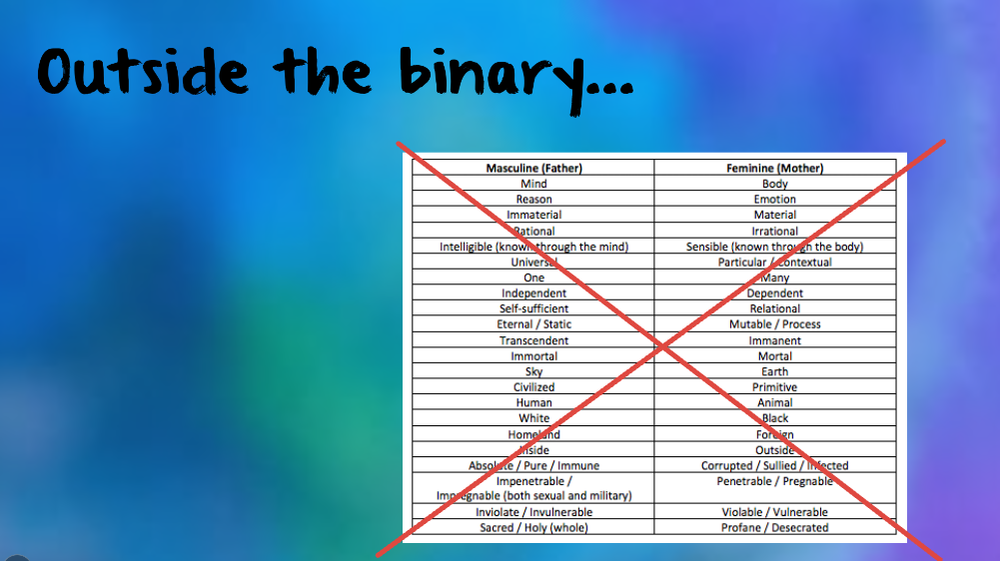 Outside the binary...
Masculine (Father) Feminine (Mother)
Mind Body
Reason Emotion
Immaterial Material
Rational Irrational
Intelligible (known through the mind) Sensible (known through the body)
Universal Particular / Contextual
One Many
Independent Dependent
Self-sufficient Relational
Eternal / Static Mutable / Process
Transcendent Immanent
Immortal Mortal
Sky Earth
Civilized Primitive
Human Animal
White Black
Homeland Foreign
Inside Outside
Absolute / Pure / Immune Corrupted / Sullied / Infected
Impenetrable / Penetrable / Pregnable
Impregnable (both sexual and military)
Inviolate / Invulnerable Violable / Vulnerable
Sacred / Holy (whole) Profane / Desecrated